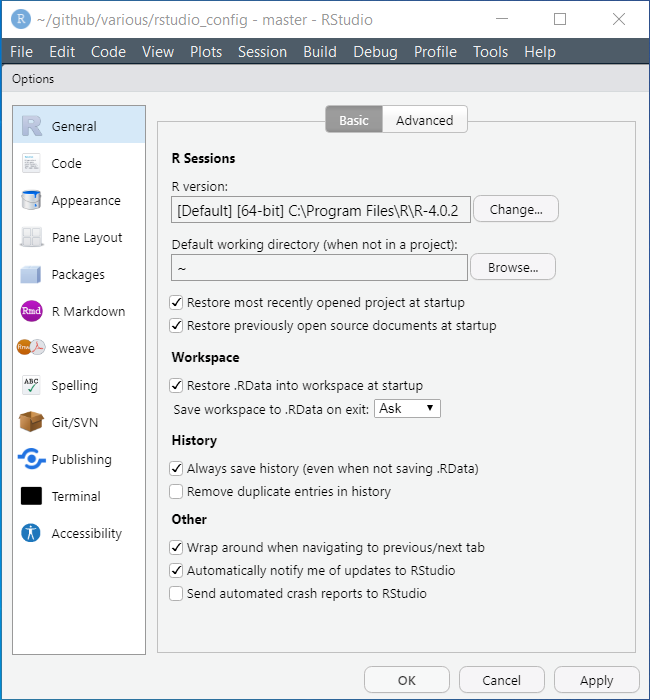 R ~/github/various/rstudio_config - master - RStudio
File Edit Code View Plots Session Build Debug Profile Tools Help
Options
R General
Code
Appearance
Pane Layout
Packages
Rmd R Markdown
Rnw Sweave
ABC Spelling
Git/SVN
Publishing
Terminal
Accessibility
Basic Advanced
R Sessions
R version:
[Default] [64-bit] C:\Program Files\R\R-4.0.2 Change...
Default working directory (when not in a project):
~ Browse...
Restore most recently opened project at startup
Restore previously open source documents at startup
Workspace
Restore .RData into workspace at startup
Save workspace to .RData on exit: Ask
History
Always save history (even when not saving .RData)
Remove duplicate entries in history
Other
Wrap around when navigating to previous/next tab
Automatically notify me of updates to RStudio
Send automated crash reports to RStudio
OK Cancel Apply